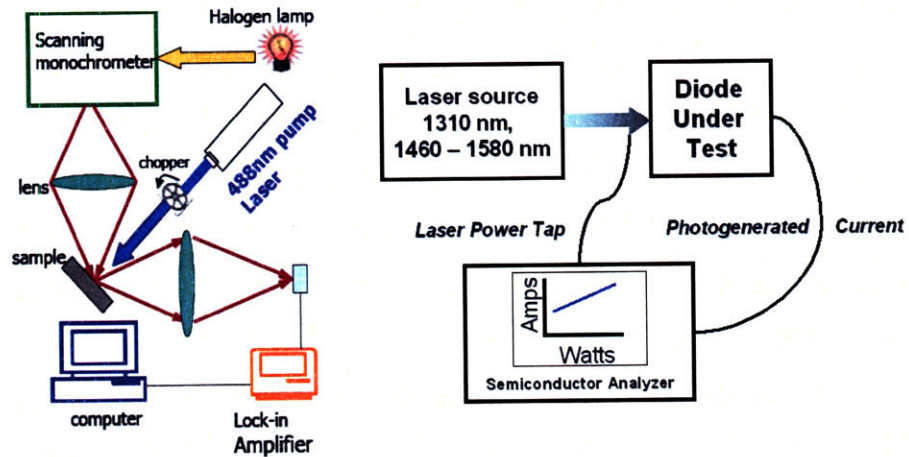 Halogen lamp
Scanning
monochrometer
chopper
488nm pump
Laser
lens
sample
computer
Lock-in
Amplifier
Laser source
1310 nm,
1460 – 1580 nm
Diode
Under
Test
Laser Power Tap
Photogenerated Current
Amps
Watts
Semiconductor Analyzer